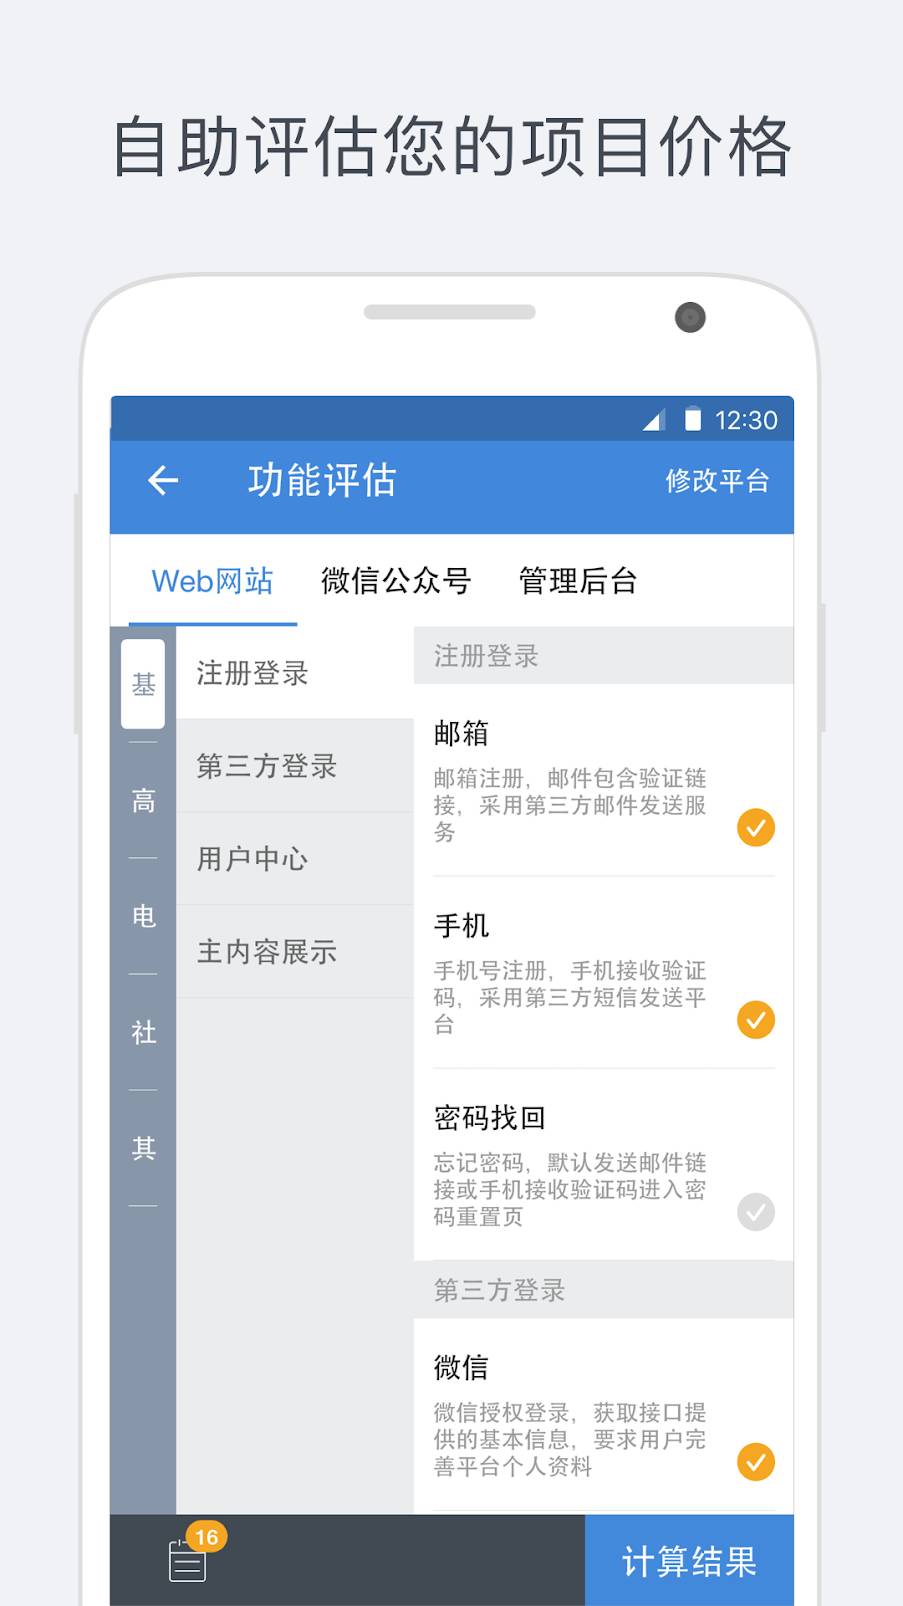 自助评估您的项目价格
12:30
功能评估
修改平台
Web网站
微信公众号
管理后台
基
高
电
社
其
注册登录
第三方登录
用户中心
主内容展示
注册登录
邮箱
邮箱注册，邮件包含验证链
接，采用第三方邮件发送服
务
手机
手机号注册，手机接收验证
码，采用第三方短信发送平
台
密码找回
忘记密码，默认发送邮件链
接或手机接收验证码进入密
码重置页
第三方登录
微信
微信授权登录，获取接口提
供的基本信息，要求用户完
善平台个人资料
16
计算结果